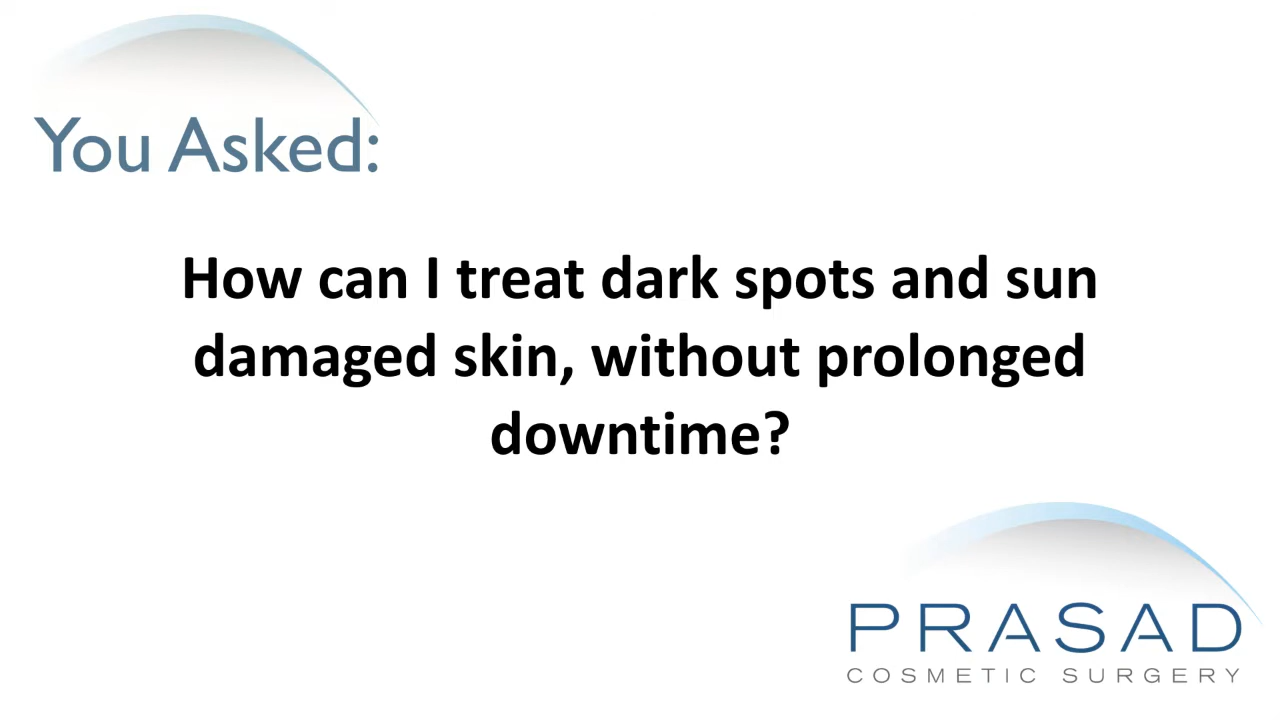 You Asked:
How can I treat dark spots and sun
damaged skin, without prolonged
downtime?
PRASAD
COSMETIC SURGERY